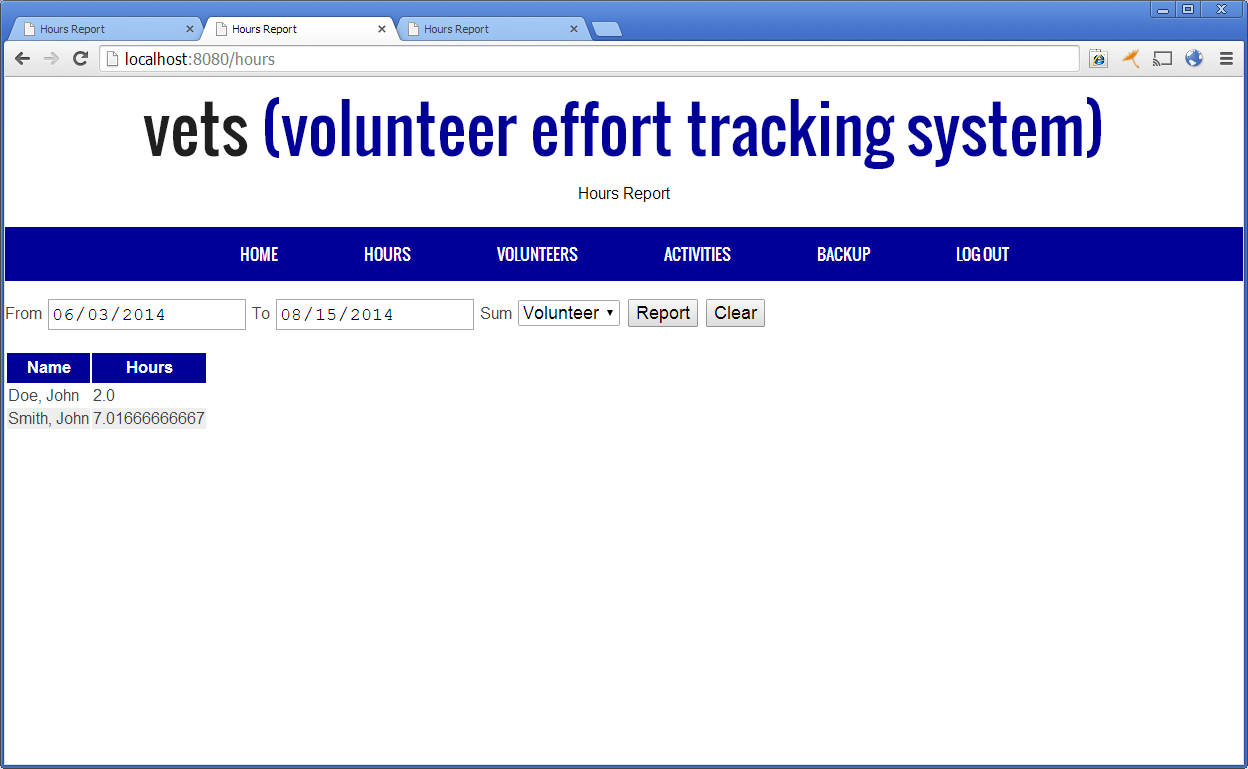 Hours Report Hours Report Hours Report
localhost:8080/hours
vets (volunteer effort tracking system)
Hours Report
HOME HOURS VOLUNTEERS ACTIVITIES BACKUP LOG OUT
From 06/03/2014 To 08/15/2014 Sum Volunteer Report Clear
Name Hours
Doe, John 2.0
Smith, John 7.01666666667